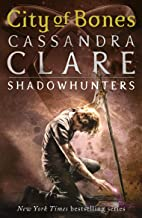 City of Bones
CASSANDRA
CLARE
SHADOWHUNTERS
New York Times bestselling series